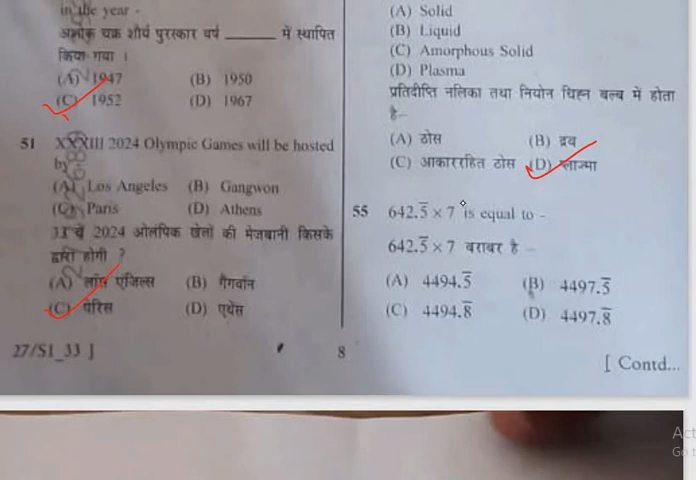 in the year -
अशोक चक्र शौर्य पुरस्कार वर्ष ______ में स्थापित
किया गया ।
(A) 1947 (B) 1950
(C) 1952 (D) 1967
51 XXXIII 2024 Olympic Games will be hosted
by
(A) Los Angeles (B) Gangwon
(C) Paris (D) Athens
33 वें 2024 ओलंपिक खेलों की मेजबानी किसके
द्वारा होगी ?
(A) लॉस एंजिल्स (B) गैंगवॉन
(C) पेरिस (D) एथेंस
27/S1_33 ]
8
(A) Solid
(B) Liquid
(C) Amorphous Solid
(D) Plasma
प्रतिदीप्ति नलिका तथा नियोन चिह्न बल्ब में होता
है–
(A) ठोस (B) द्रव
(C) आकाररहित ठोस (D) प्लाज्मा
55 642.5̅ × 7 is equal to -
642.5̅ × 7 बराबर है –
(A) 4494.5̅ (B) 4497.5̅
(C) 4494.8̅ (D) 4497.8̅
[ Contd...